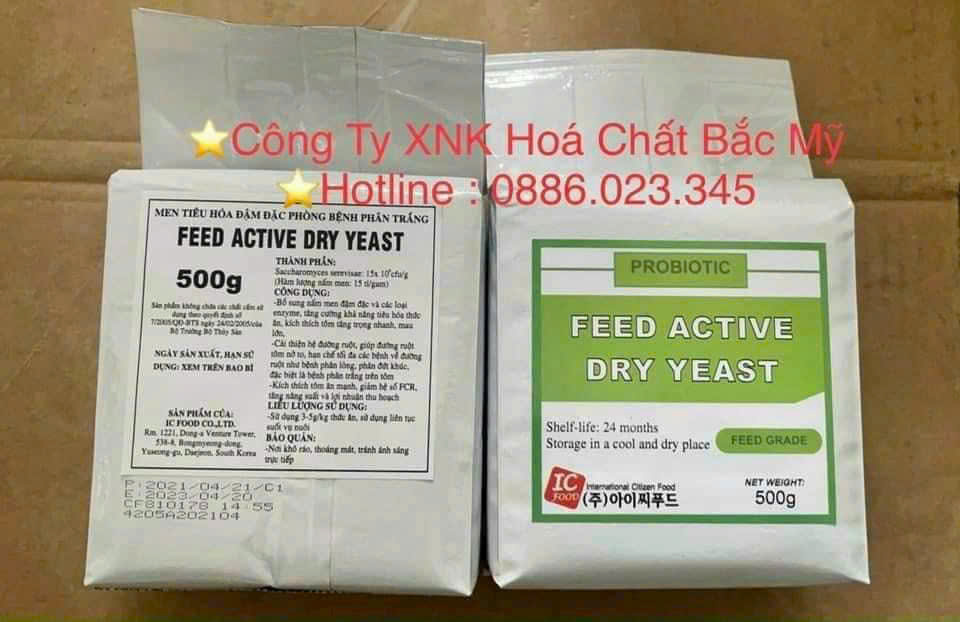 ⭐Công Ty XNK Hoá Chất Bắc Mỹ
⭐Hotline : 0886.023.345
MEN TIÊU HÓA ĐẬM ĐẶC PHÒNG BỆNH PHÂN TRẮNG
FEED ACTIVE DRY YEAST
500g
Sản phẩm không chứa các chất cấm sử
dụng theo quyết định số
7/2005/QĐ-BTS ngày 24/02/2005/của
Bộ Trưởng Bộ Thủy Sản
NGÀY SẢN XUẤT, HẠN SỬ
DỤNG: XEM TRÊN BAO BÌ
SẢN PHẨM CỦA:
IC FOOD CO.,LTD.
Rm. 1221, Dong-a Venture Tower,
538-8, Bongmyeong-dong,
Yuseong-gu, Daejeon, South Korea
THÀNH PHẦN:
Saccharomyces serevisae: 15x 10⁹cfu/g
(Hàm lượng nấm men: 15 tỉ/gam)
CÔNG DỤNG:
-Bổ sung nấm men đậm đặc và các loại
enzyme, tăng cường khả năng tiêu hóa thức
ăn, kích thích tôm tăng trọng nhanh, mau
lớn,
-Cải thiện hệ đường ruột, giúp đường ruột
tôm nở to, hạn chế tối đa các bệnh về đường
ruột như bệnh phân lỏng, phân đứt khúc,
đặc biệt là bệnh phân trắng trên tôm
-Kích thích tôm ăn mạnh, giảm hệ số FCR,
tăng năng suất và lợi nhuận thu hoạch
LIỀU LƯỢNG SỬ DỤNG:
-Sử dụng 3-5g/kg thức ăn, sử dụng liên tục
suốt vụ nuôi
BẢO QUẢN:
-Nơi khô ráo, thoáng mát, tránh ánh sáng
trực tiếp
P:2021/04/21/C1
E:2023/04/20
CF810178 14:55
4205A202104
PROBIOTIC
FEED ACTIVE
DRY YEAST
Shelf-life: 24 months
Storage in a cool and dry place
FEED GRADE
IC
FOOD
International Citizen Food
(주)아이찌푸드
NET WEIGHT:
500g